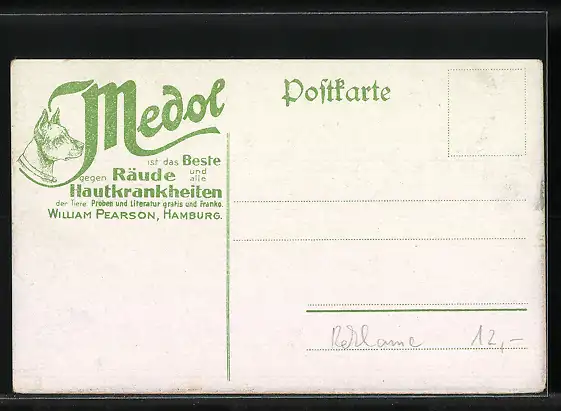 Medol
ist das Beste
gegen Räude und alle
Hautkrankheiten
der Tiere. Proben und Literatur gratis und Franko.
WILLIAM PEARSON, HAMBURG.
Postkarte
Reklame 12,-